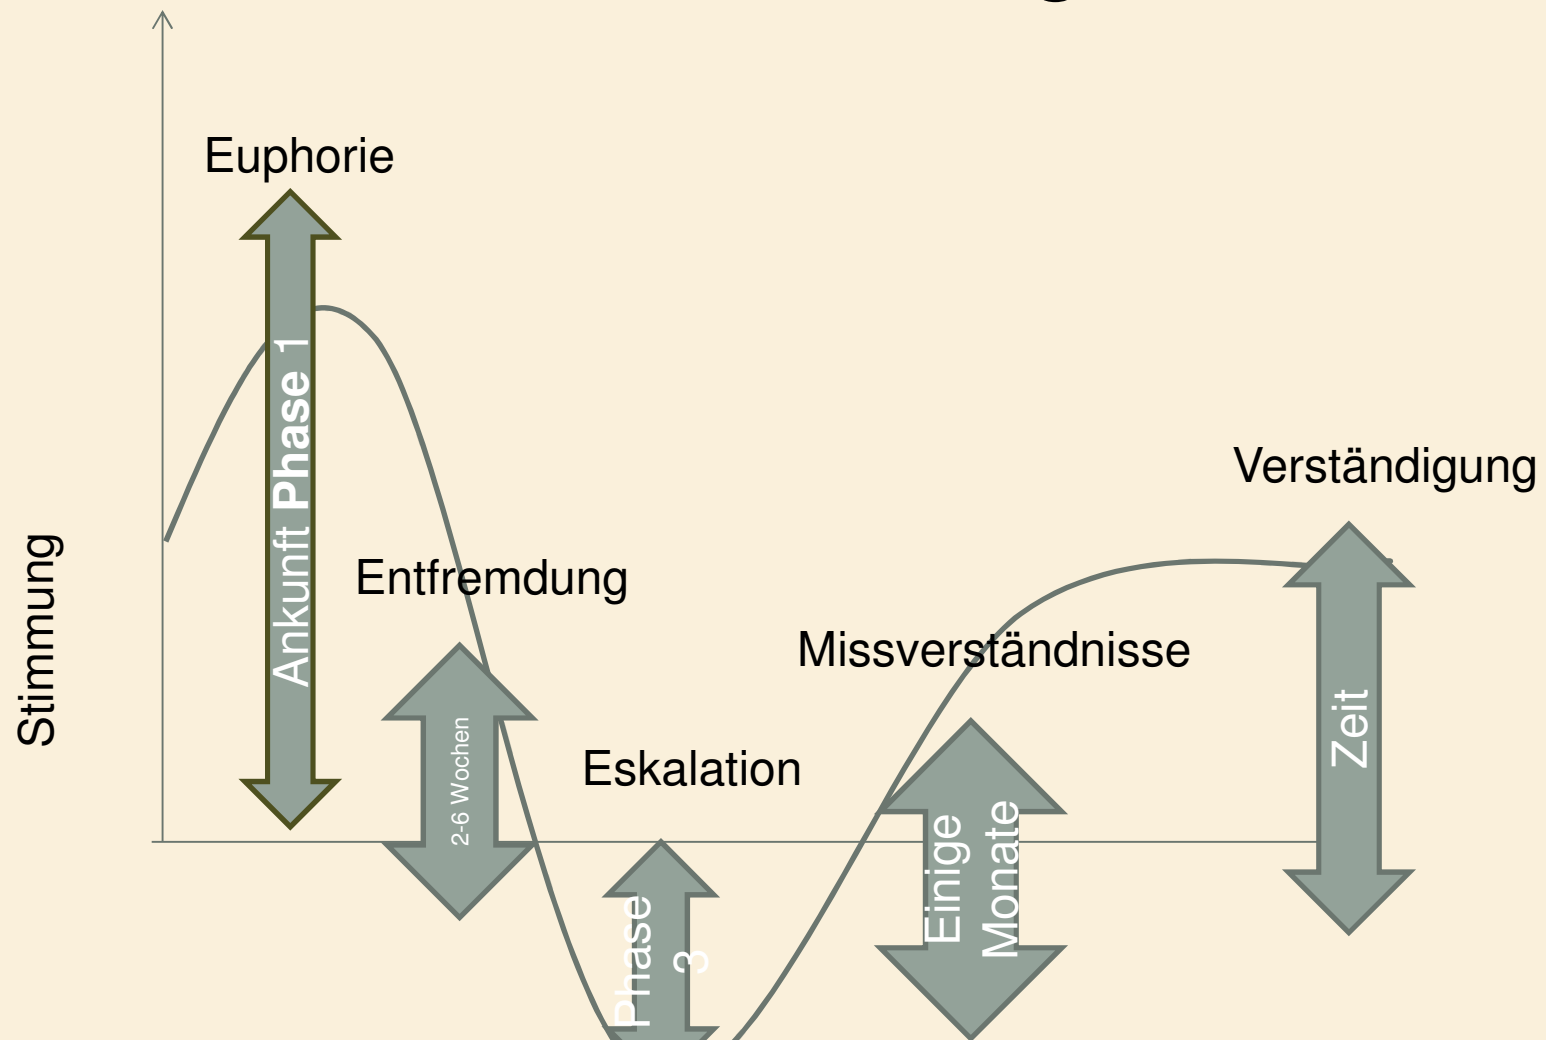 Euphorie
Ankunft Phase 1
Stimmung
Entfremdung
2-6 Wochen
Eskalation
Phase
3
Missverständnisse
Einige
Monate
Verständigung
Zeit